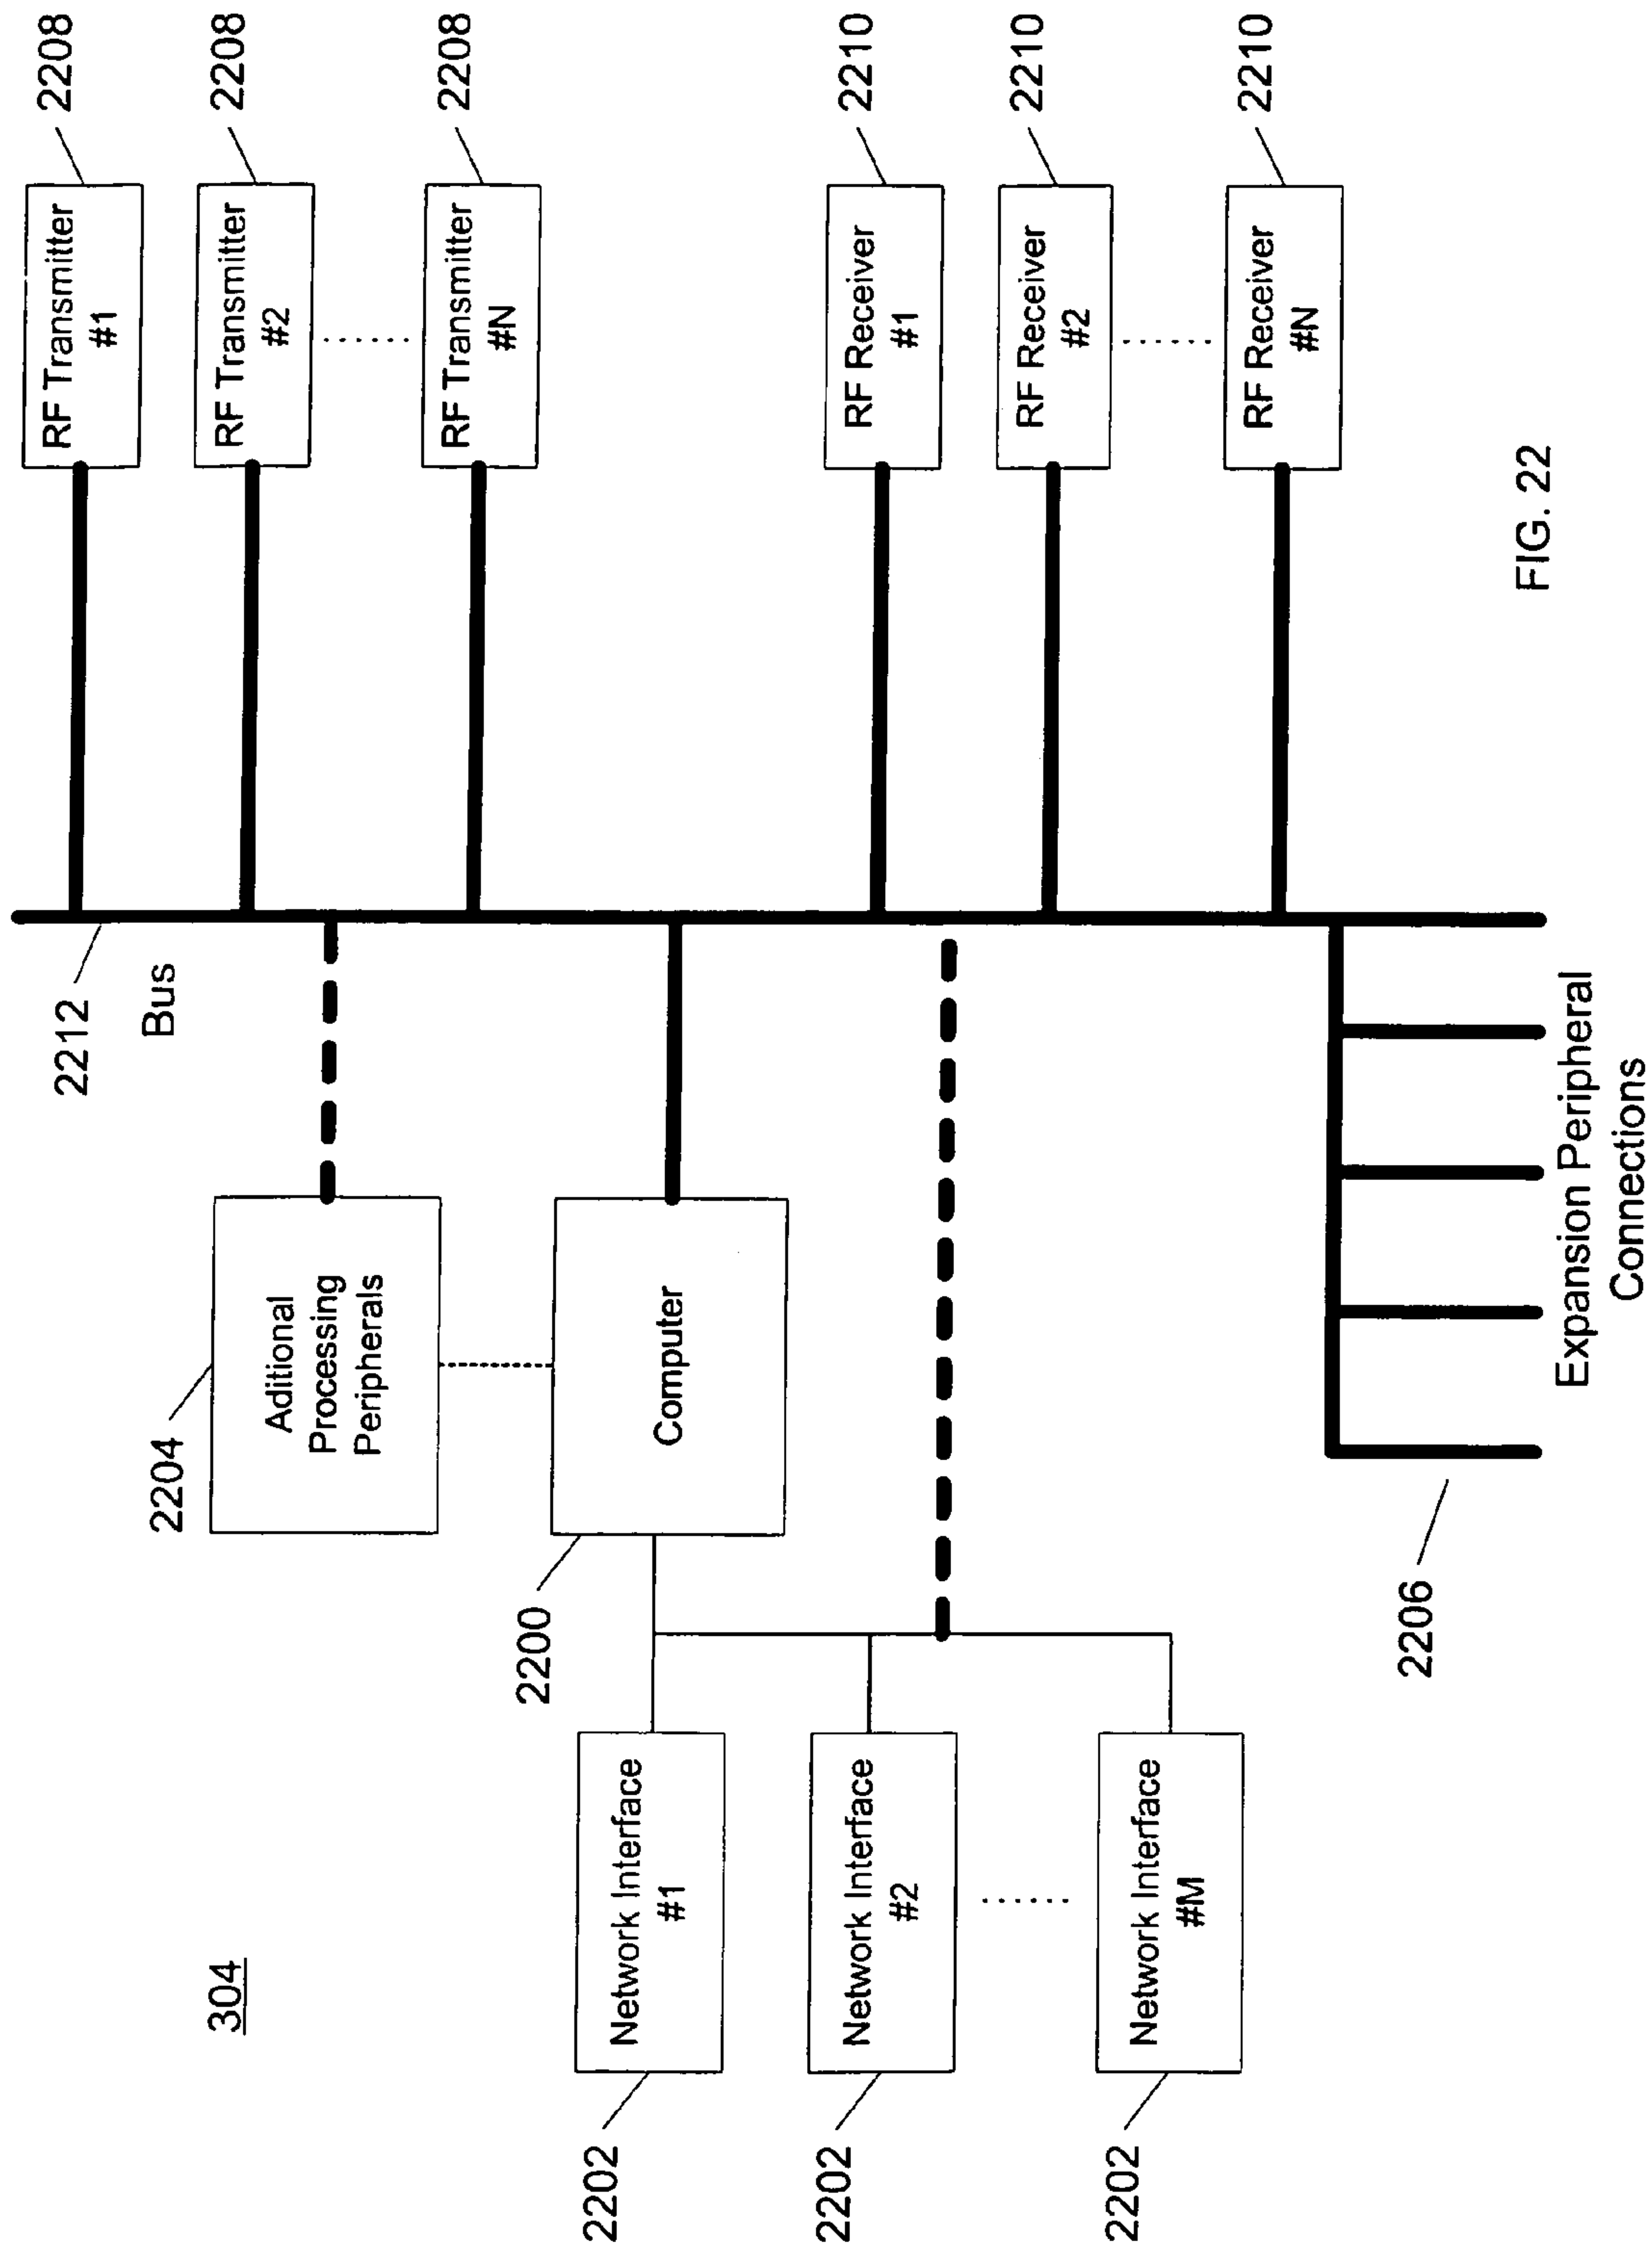 304
2202
Network Interface
#1
2202
Network Interface
#2
2202
Network Interface
#M
2204
Aditional
Processing
Peripherals
2200
Computer
2206
Expansion Peripheral
Connections
2212
Bus
RF Transmitter
#1
2208
RF Transmitter
#2
2208
RF Transmitter
#N
2208
RF Receiver
#1
2210
RF Receiver
#2
2210
RF Receiver
#N
2210
FIG. 22